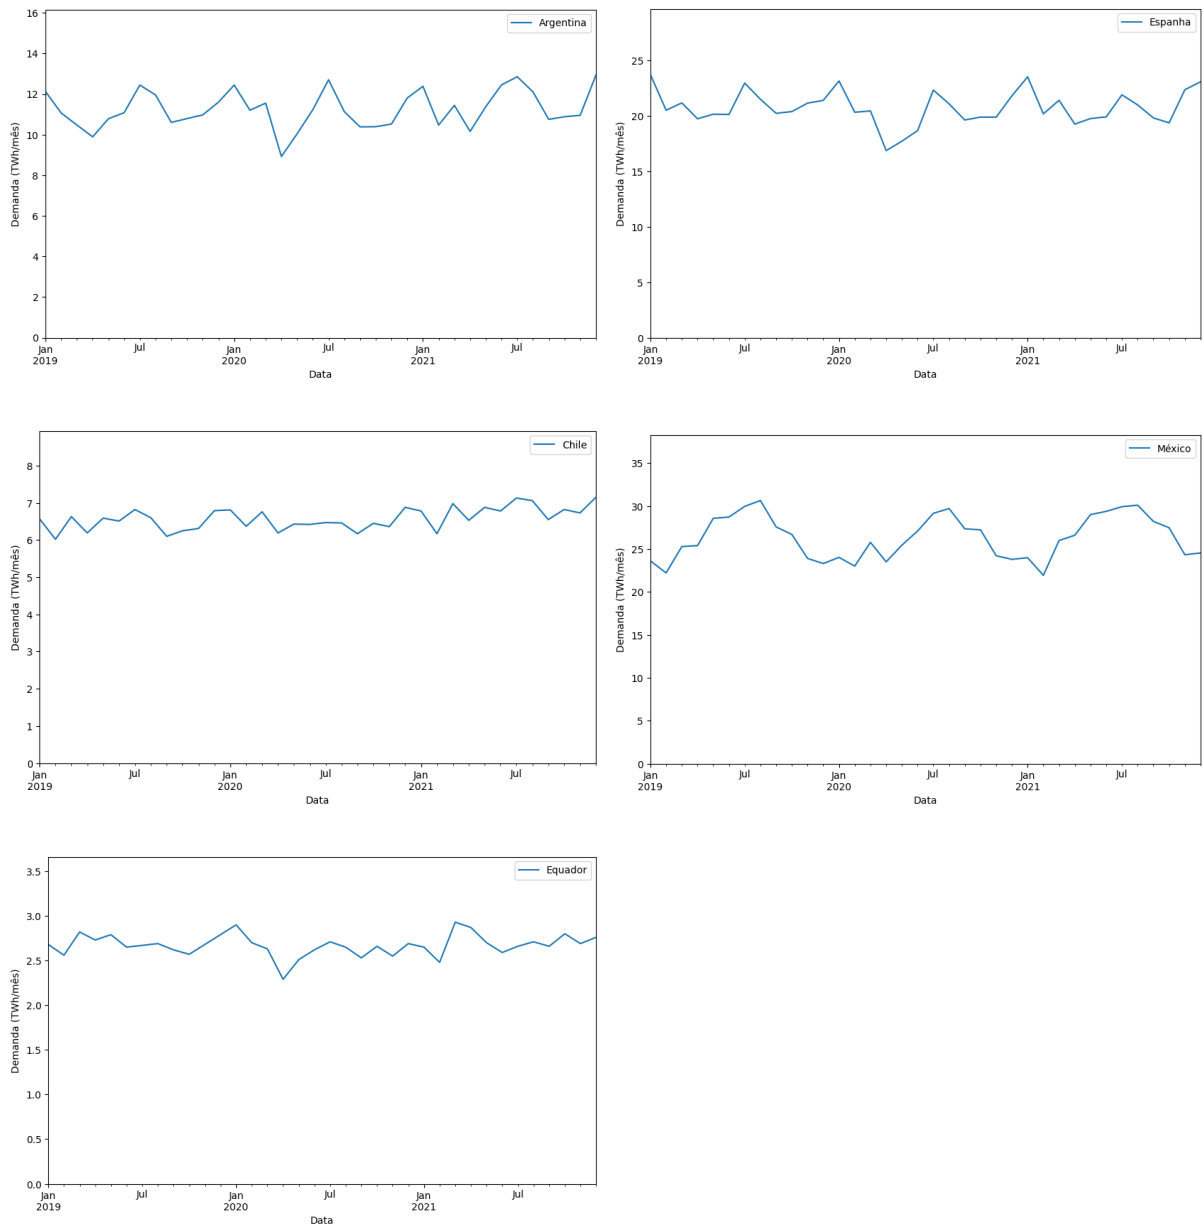 Argentina
16
14
12
10
8
6
4
2
0
Demanda (TWh/mês)
Jan
2019
Jul
Jan
2020
Jul
Jan
2021
Jul
Data
Espanha
25
20
15
10
5
0
Demanda (TWh/mês)
Jan
2019
Jul
Jan
2020
Jul
Jan
2021
Jul
Data
Chile
8
7
6
5
4
3
2
1
0
Demanda (TWh/mês)
Jan
2019
Jul
Jan
2020
Jul
Jan
2021
Jul
Data
México
35
30
25
20
15
10
5
0
Demanda (TWh/mês)
Jan
2019
Jul
Jan
2020
Jul
Jan
2021
Jul
Data
Equador
3.5
3.0
2.5
2.0
1.5
1.0
0.5
0.0
Demanda (TWh/mês)
Jan
2019
Jul
Jan
2020
Jul
Jan
2021
Jul
Data